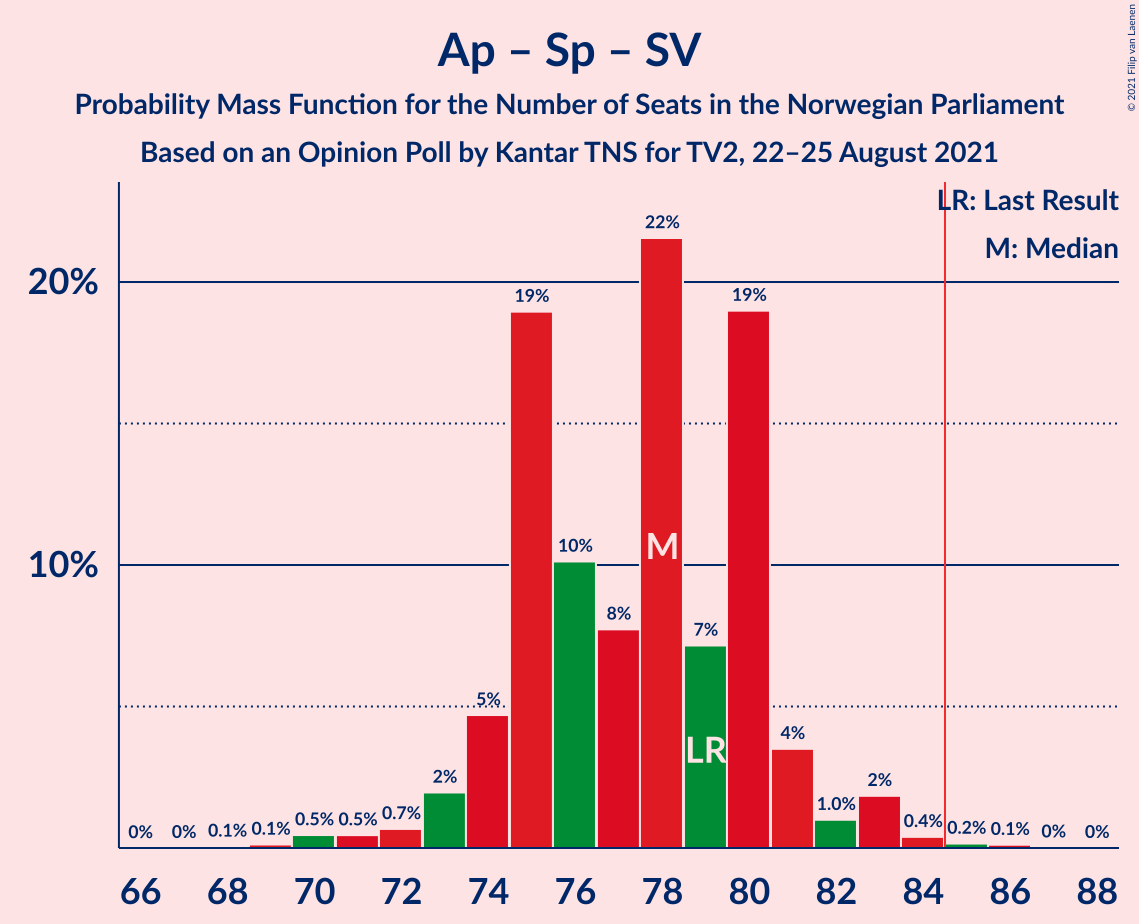 Ap – Sp – SV
Probability Mass Function for the Number of Seats in the Norwegian Parliament
Based on an Opinion Poll by Kantar TNS for TV2, 22–25 August 2021
© 2021 Filip van Laenen
LR: Last Result
M: Median
20%
10%
0% 0% 0.1% 0.1% 0.5% 0.5% 0.7% 2% 5% 19% 10% 8% 22% 7% 19% 4% 1.0% 2% 0.4% 0.2% 0.1% 0% 0%
M
LR
66 68 70 72 74 76 78 80 82 84 86 88